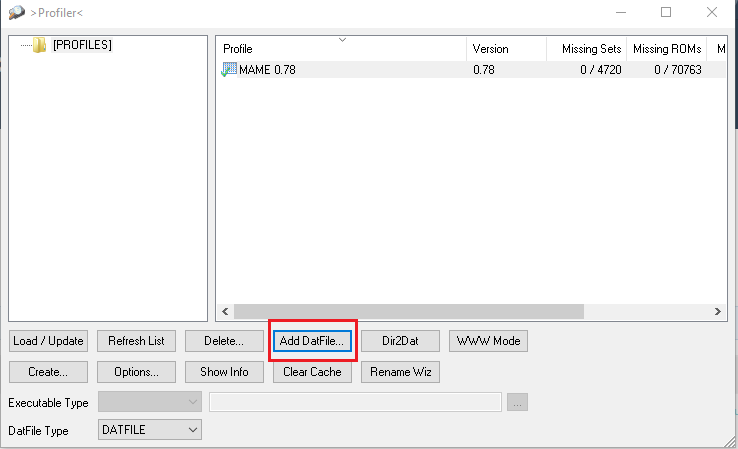 >Profiler<
[PROFILES]
Profile Version Missing Sets Missing ROMs M
MAME 0.78 0.78 0 / 4720 0 / 70763
Load / Update Refresh List Delete... Add DatFile... Dir2Dat WWW Mode
Create... Options... Show Info Clear Cache Rename Wiz
Executable Type ...
DatFile Type DATFILE